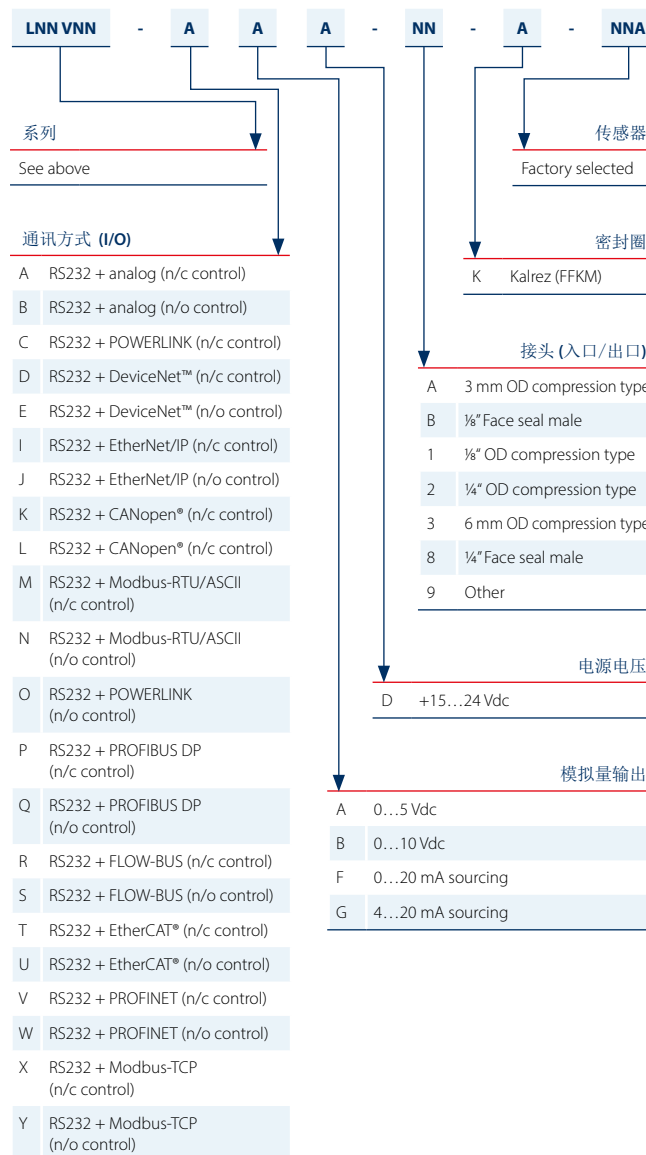 LNN VNN - A A A - NN - A - NNA
系列
See above
通讯方式 (I/O)
A RS232 + analog (n/c control)
B RS232 + analog (n/o control)
C RS232 + POWERLINK (n/c control)
D RS232 + DeviceNet™ (n/c control)
E RS232 + DeviceNet™ (n/o control)
I RS232 + EtherNet/IP (n/c control)
J RS232 + EtherNet/IP (n/o control)
K RS232 + CANopen® (n/c control)
L RS232 + CANopen® (n/c control)
M RS232 + Modbus-RTU/ASCII
(n/c control)
N RS232 + Modbus-RTU/ASCII
(n/o control)
O RS232 + POWERLINK
(n/o control)
P RS232 + PROFIBUS DP
(n/c control)
Q RS232 + PROFIBUS DP
(n/o control)
R RS232 + FLOW-BUS (n/c control)
S RS232 + FLOW-BUS (n/o control)
T RS232 + EtherCAT® (n/c control)
U RS232 + EtherCAT® (n/o control)
V RS232 + PROFINET (n/c control)
W RS232 + PROFINET (n/o control)
X RS232 + Modbus-TCP
(n/c control)
Y RS232 + Modbus-TCP
(n/o control)
传感器
Factory selected
密封圈
K Kalrez (FFKM)
接头 (入口/出口)
A 3 mm OD compression type
B ⅛” Face seal male
1 ⅛“ OD compression type
2 ¼“ OD compression type
3 6 mm OD compression type
8 ¼” Face seal male
9 Other
电源电压
D +15…24 Vdc
模拟量输出
A 0…5 Vdc
B 0…10 Vdc
F 0…20 mA sourcing
G 4…20 mA sourcing